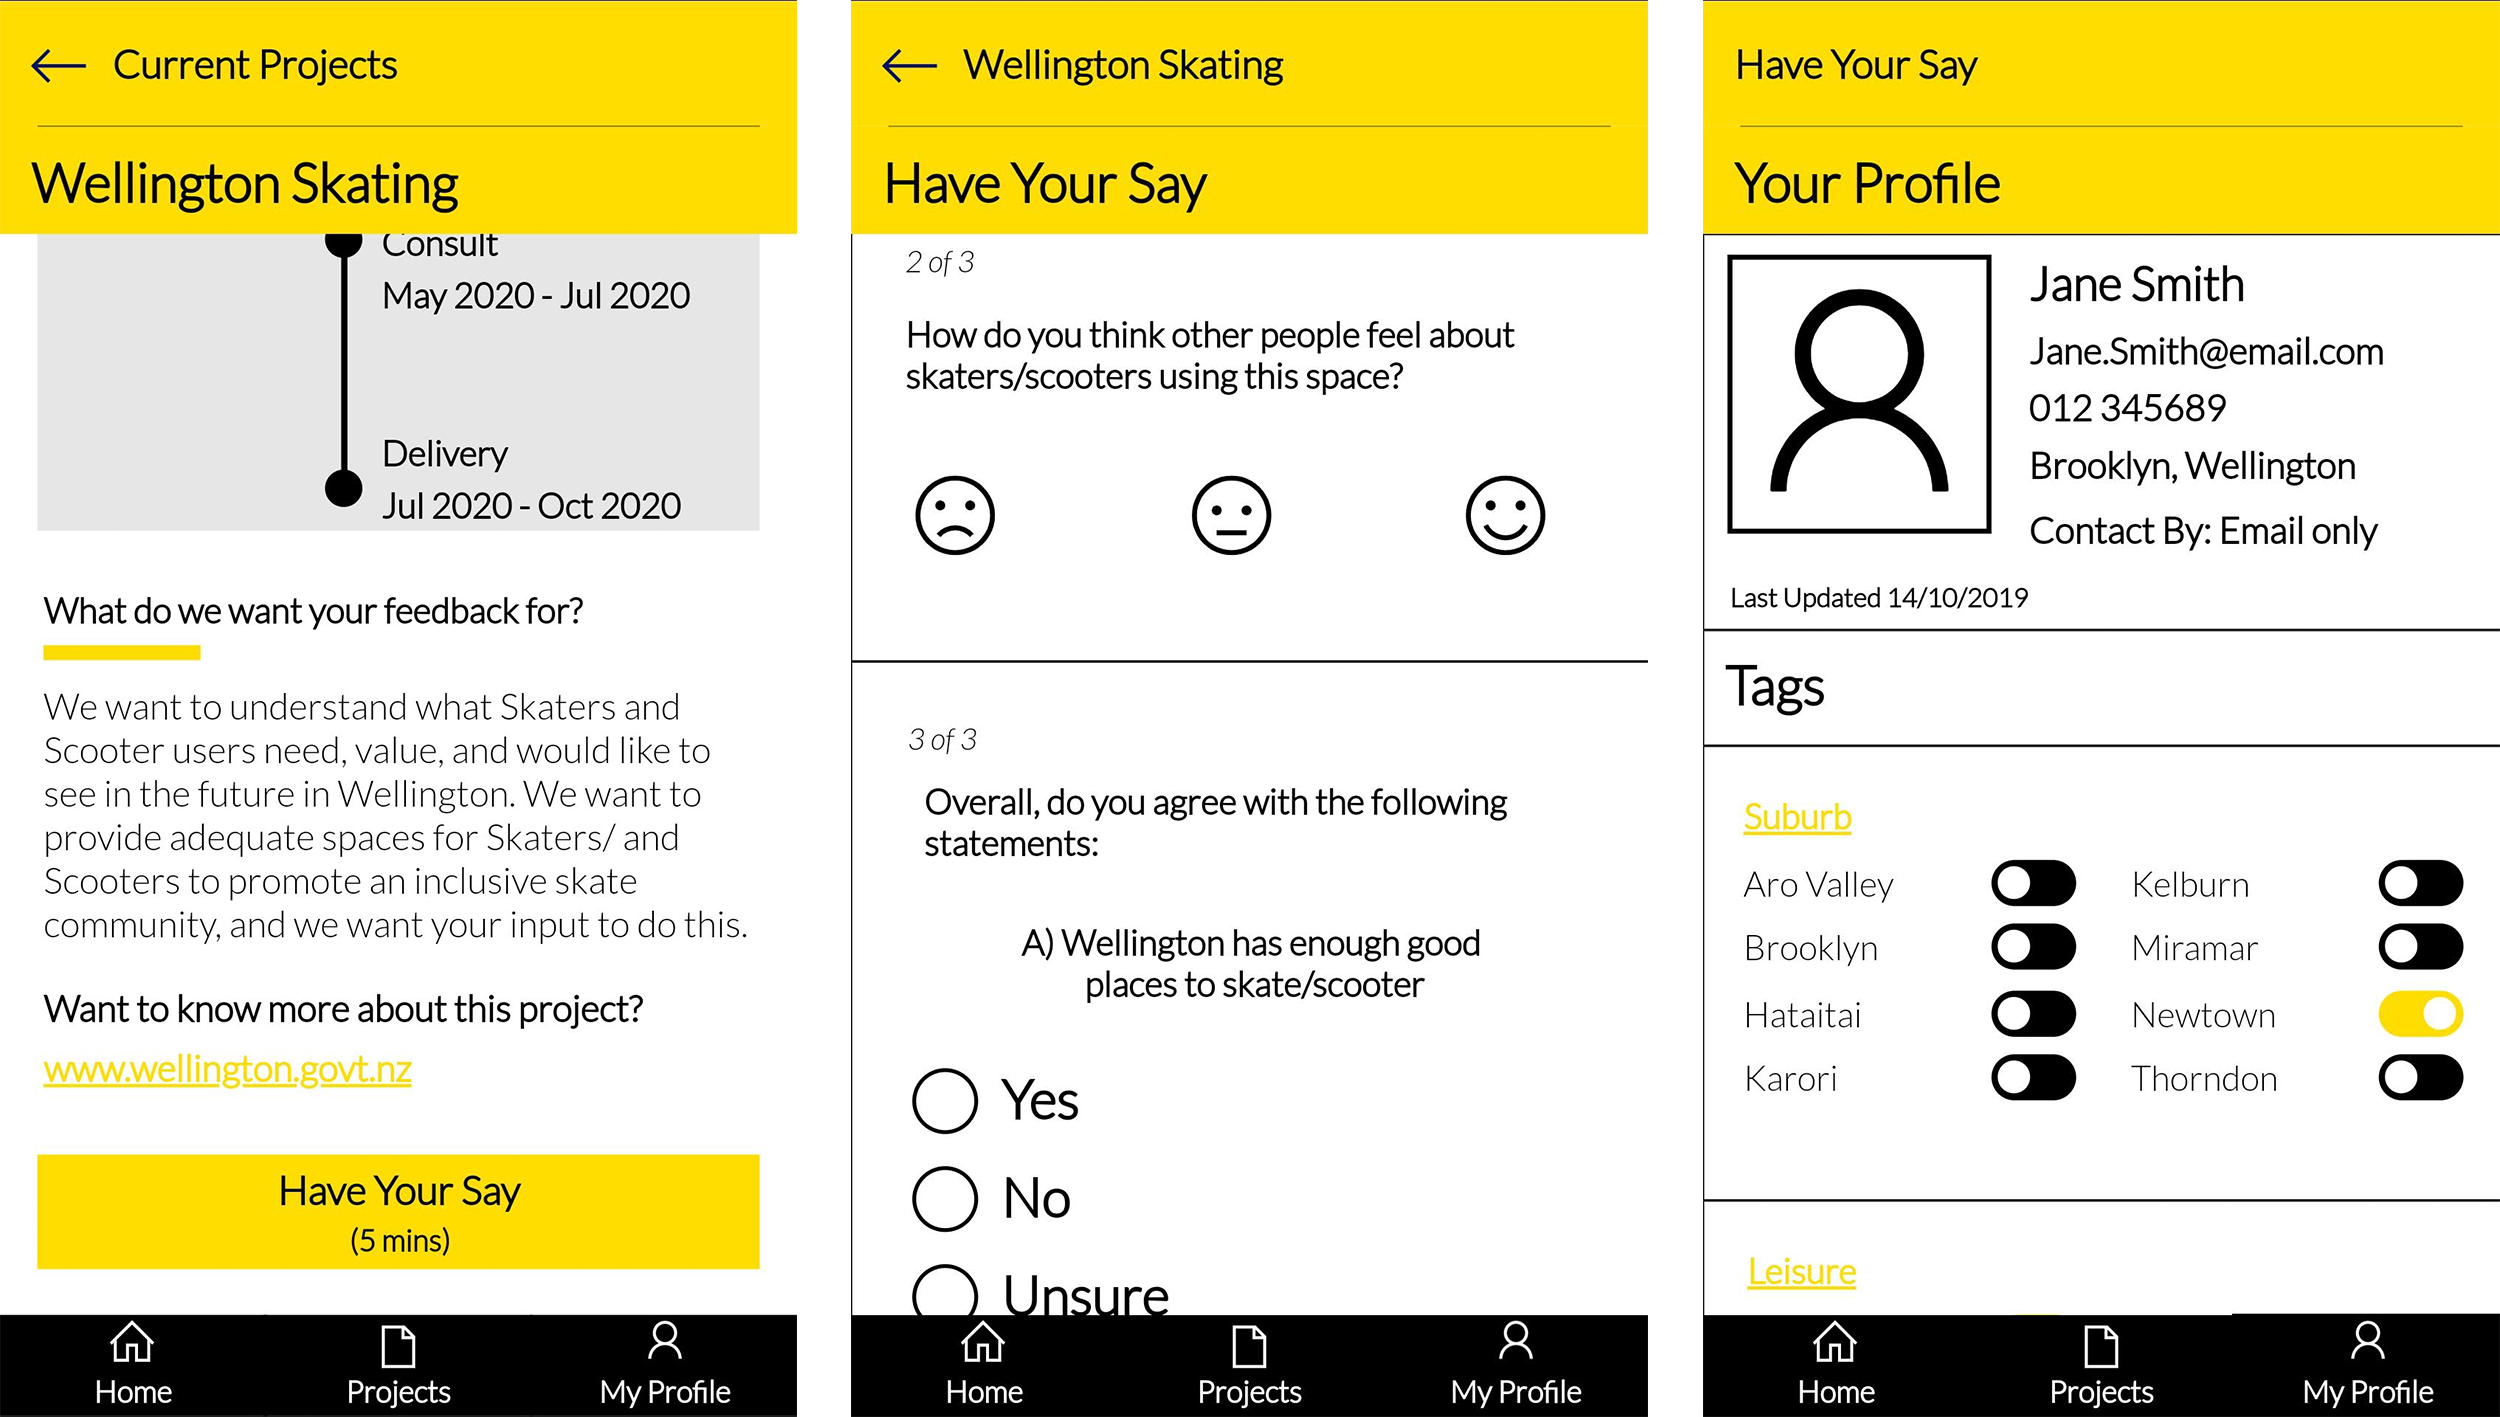 Current Projects
Wellington Skating
Consult
May 2020 - Jul 2020
Delivery
Jul 2020 - Oct 2020
What do we want your feedback for?
We want to understand what Skaters and
Scooter users need, value, and would like to
see in the future in Wellington. We want to
provide adequate spaces for Skaters/ and
Scooters to promote an inclusive skate
community, and we want your input to do this.
Want to know more about this project?
www.wellington.govt.nz
Have Your Say
(5 mins)
Home
Projects
My Profile
Wellington Skating
Have Your Say
2 of 3
How do you think other people feel about
skaters/scooters using this space?
3 of 3
Overall, do you agree with the following
statements:
A) Wellington has enough good
places to skate/scooter
Yes
No
Unsure
Home
Projects
My Profile
Have Your Say
Your Profile
Jane Smith
Jane.Smith@email.com
012 345689
Brooklyn, Wellington
Contact By: Email only
Last Updated 14/10/2019
Tags
Suburb
Aro Valley
Kelburn
Brooklyn
Miramar
Hataitai
Newtown
Karori
Thorndon
Leisure
Home
Projects
My Profile